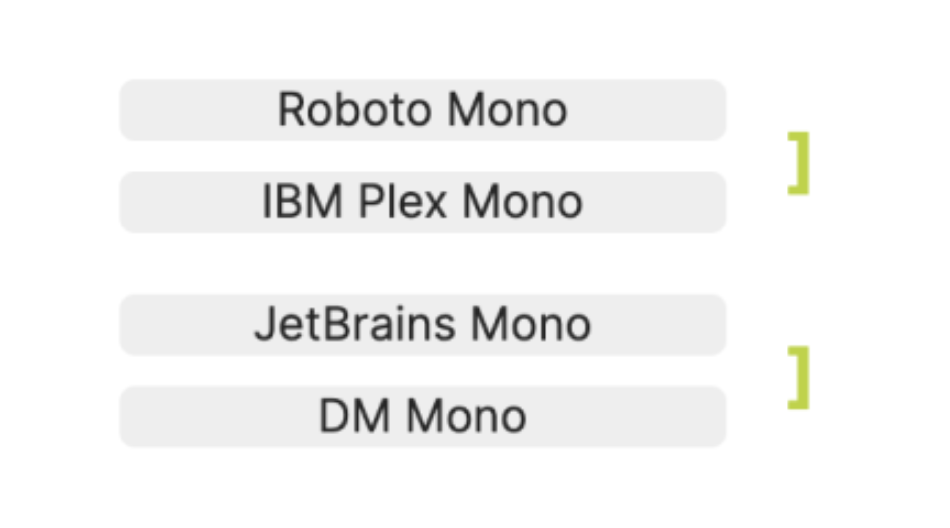 Roboto Mono
]
IBM Plex Mono
JetBrains Mono
]
DM Mono